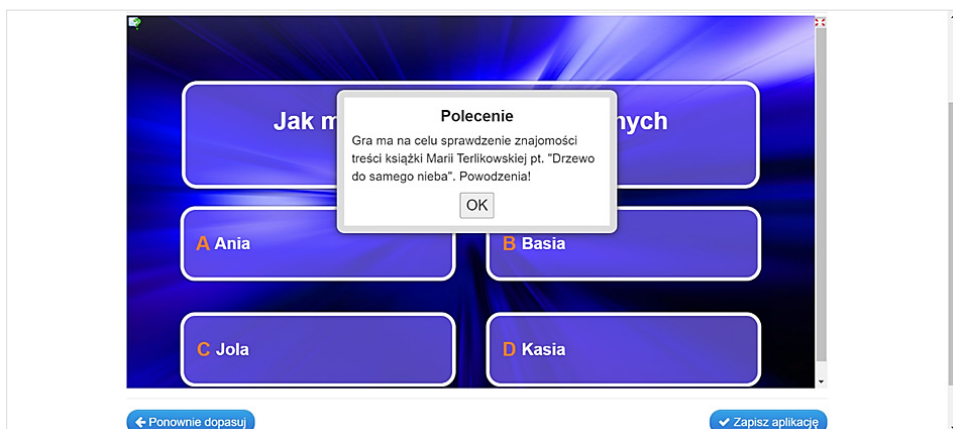 Jak m
nych
Polecenie
Gra ma na celu sprawdzenie znajomości
treści książki Marii Terlikowskiej pt. "Drzewo
do samego nieba". Powodzenia!
OK
A Ania
B Basia
C Jola
D Kasia
Ponownie dopasuj
Zapisz aplikację